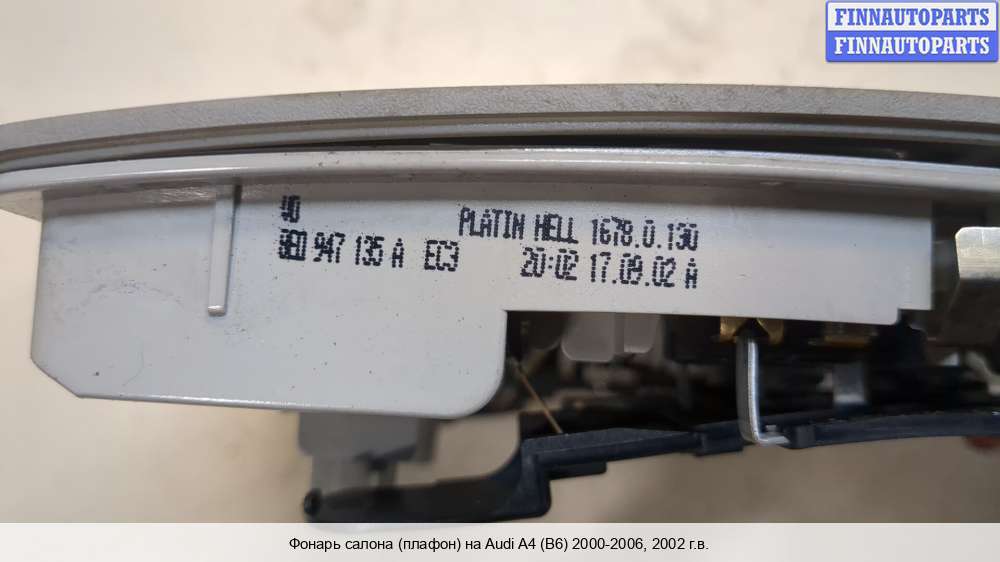 FINNAUTOPARTS
FINNAUTOPARTS
PLATIN HELL 1678.0.130
8E0 947 135 A EC3 20:02 17.09.02 A
Фонарь салона (плафон) на Audi A4 (B6) 2000-2006, 2002 г.в.